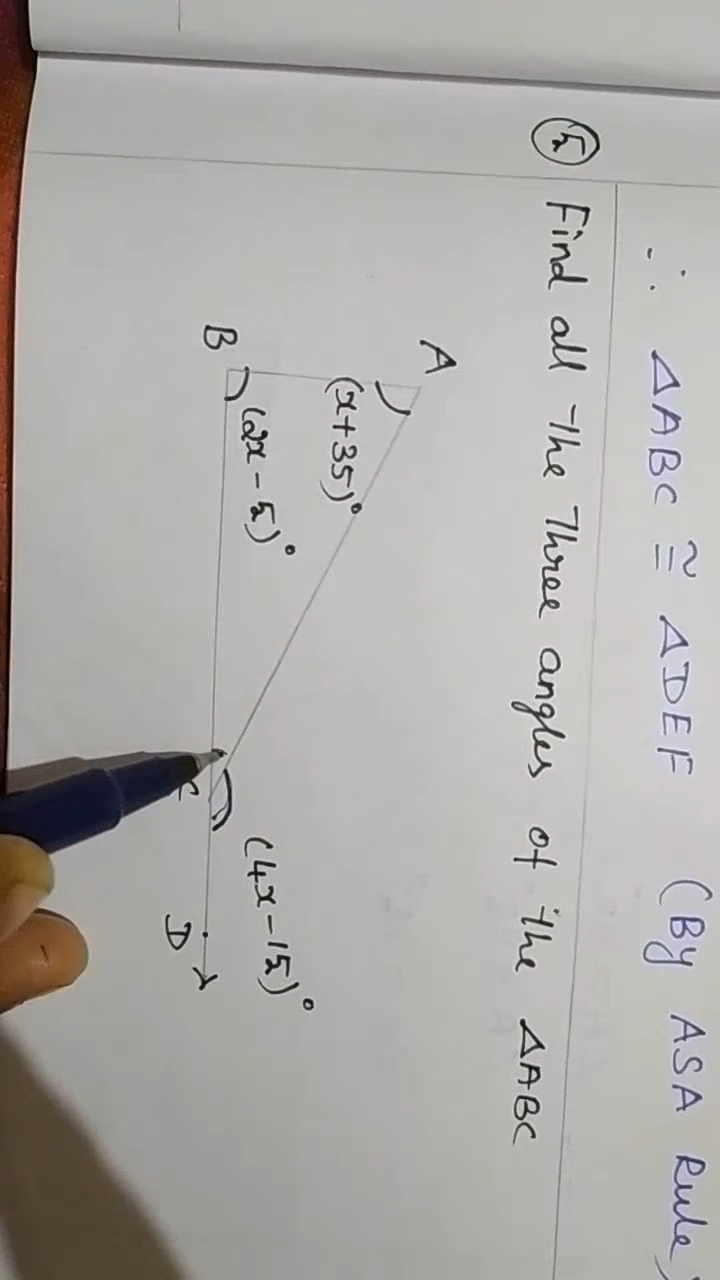 ∴ ΔABC ≅ ΔDEF (By ASA Rule)
⑤ Find all the Three angles of the ΔABC
A
(x+35)°
B
(2x-5)°
C
(4x-15)°
D